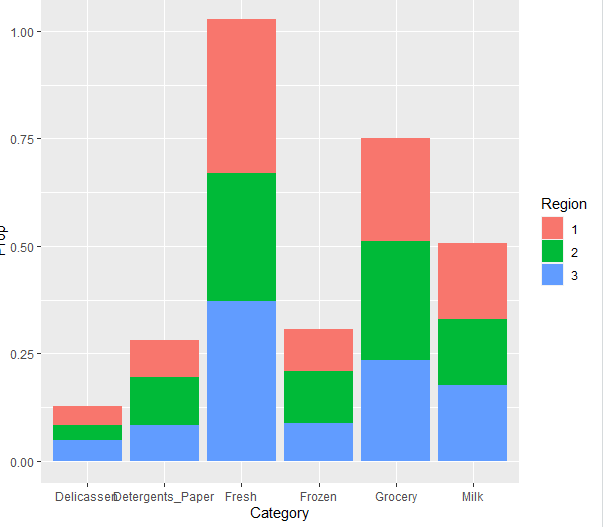 1.00
0.75
0.50
0.25
0.00
Prop
Delicassen Detergents_Paper Fresh Frozen Grocery Milk
Category
Region
1
2
3